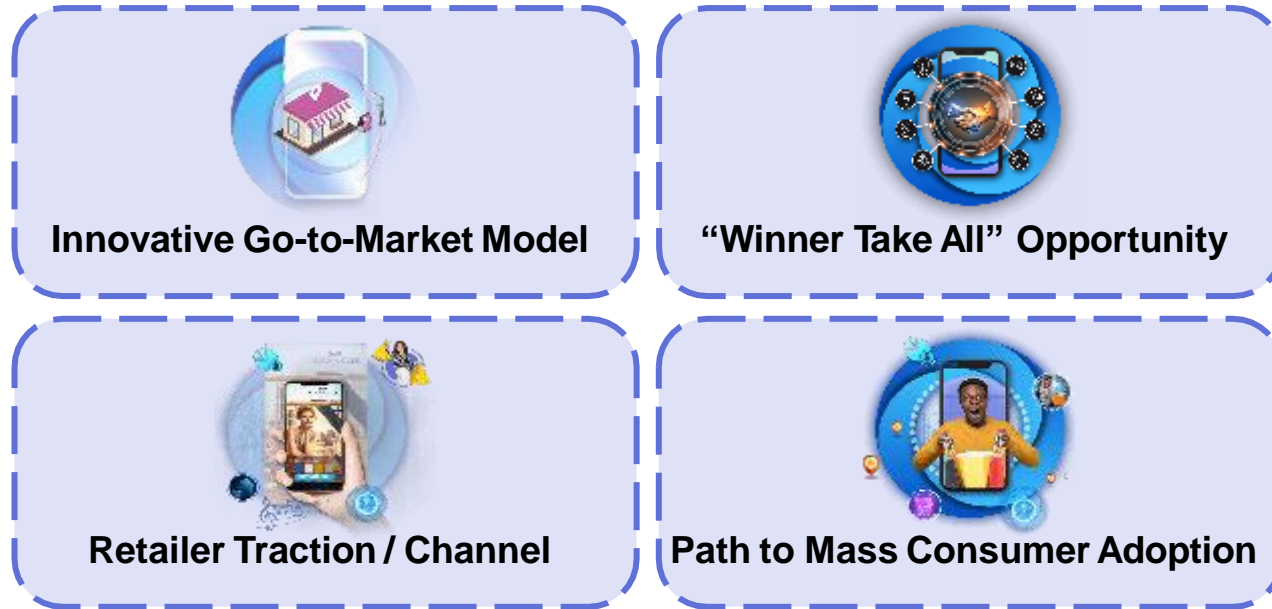 Innovative Go-to-Market Model
“Winner Take All” Opportunity
Retailer Traction / Channel
Path to Mass Consumer Adoption